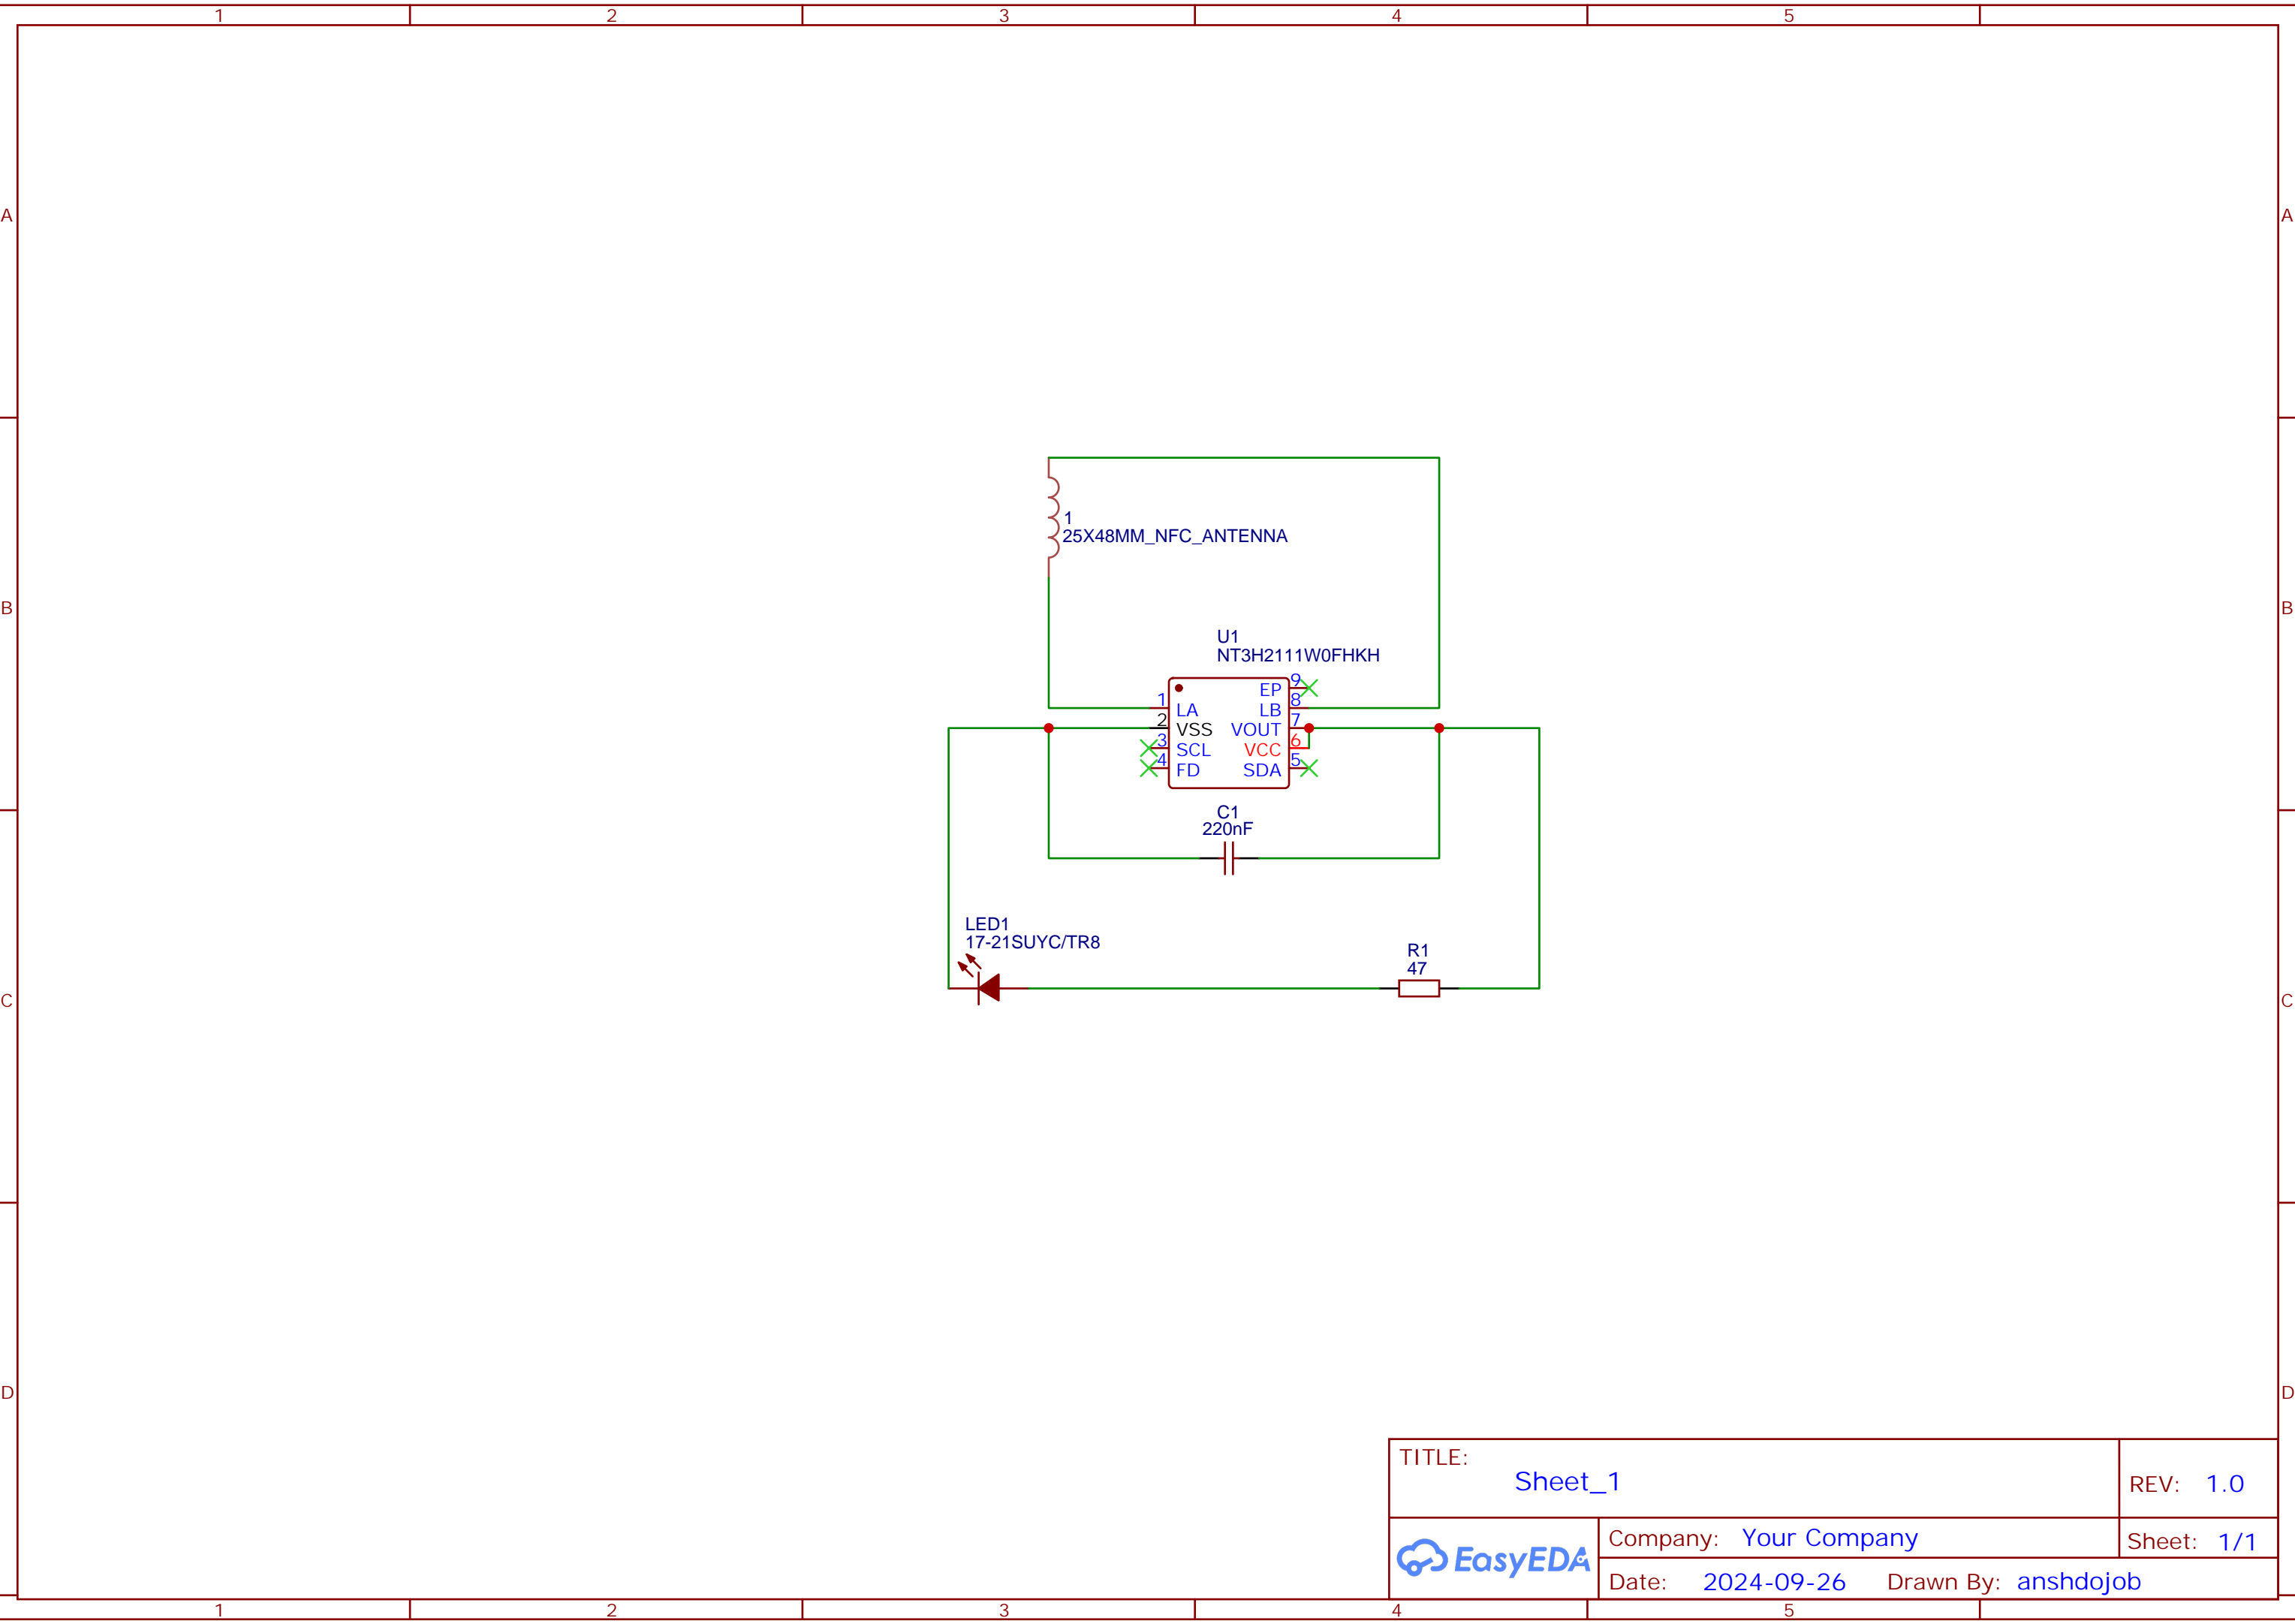 1 2 3 4 5
A A
1
25X48MM_NFC_ANTENNA
B B
U1
NT3H2111W0FHKH
EP 9
1 LA LB 8
2 VSS VOUT 7
3 SCL VCC 6
4 FD SDA 5
C1
220nF
LED1
17-21SUYC/TR8
R1
47
C C
D D
TITLE:
Sheet_1
REV: 1.0
EasyEDA
Company: Your Company
Sheet: 1/1
Date: 2024-09-26 Drawn By: anshdojob
1 2 3 4 5